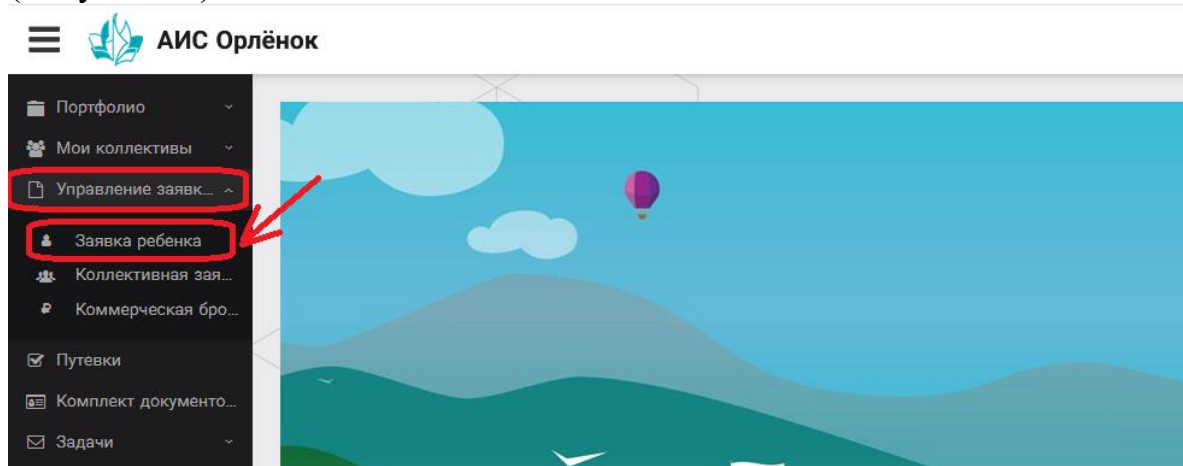 АИС Орлёнок
Портфолио
Мои коллективы
Управление заявк...
Заявка ребенка
Коллективная зая...
Коммерческая бро...
Путевки
Комплект документо...
Задачи